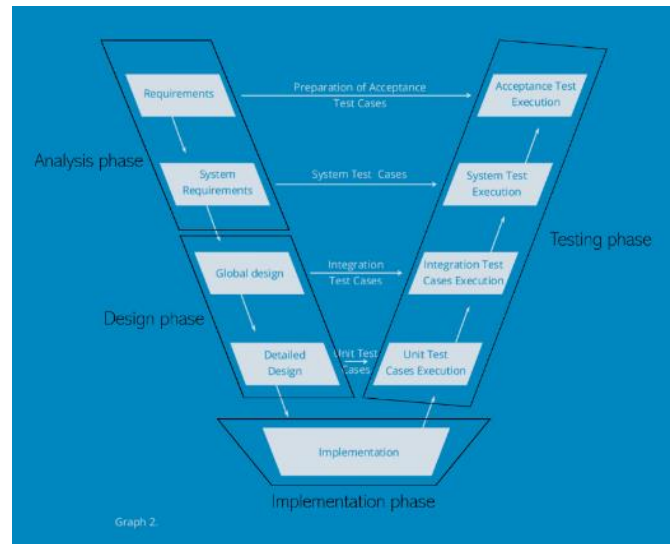 Requirements
Preparation of Acceptance
Test Cases
Acceptance Test
Execution
Analysis phase
System
Requirements
System Test Cases
System Test
Execution
Testing phase
Global design
Integration
Test Cases
Integration Test
Cases Execution
Design phase
Detailed
Design
Unit Test
Cases
Unit Test
Cases Execution
Implementation
Implementation phase
Graph 2.